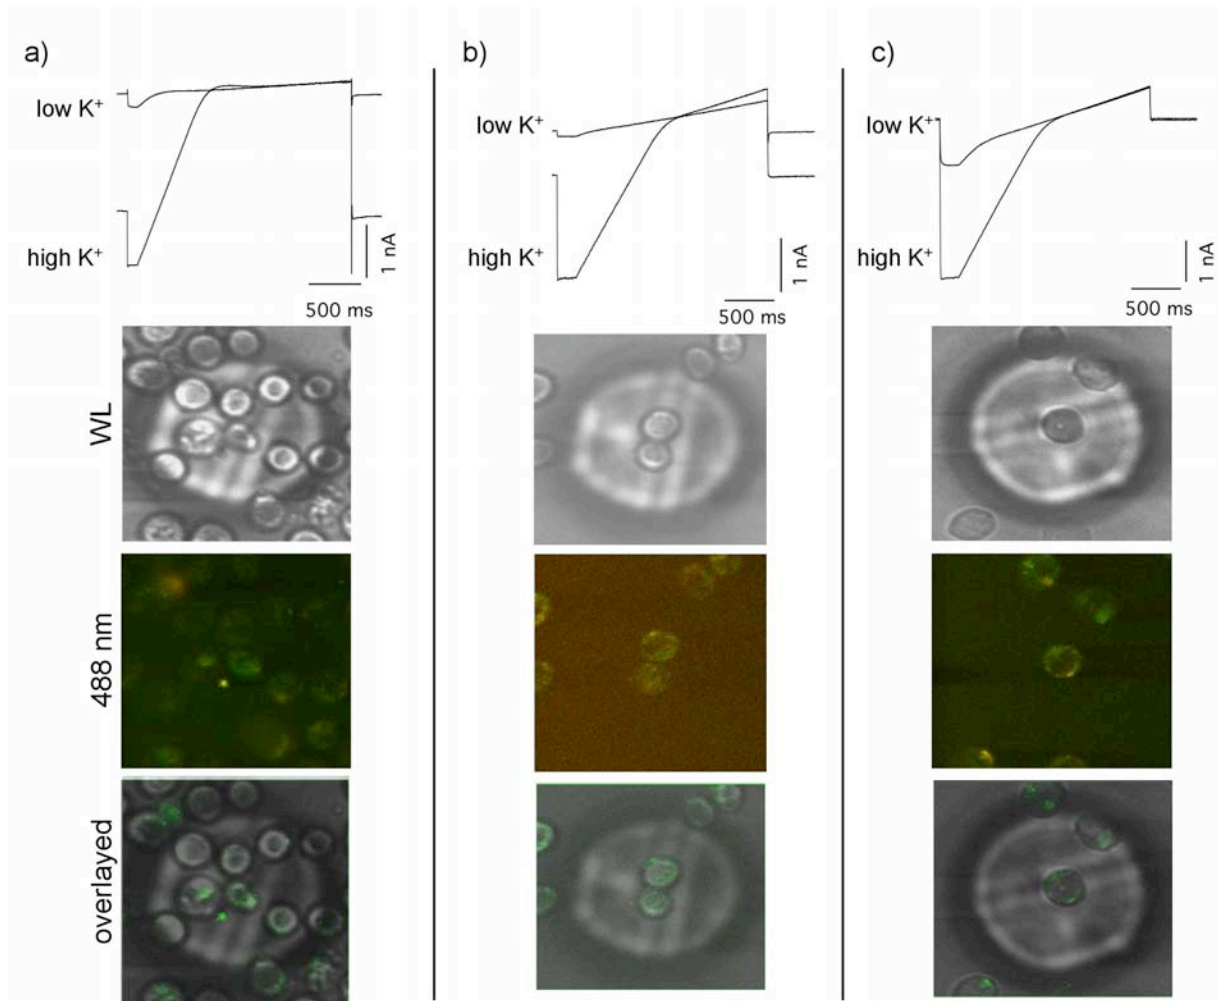 a)
low K⁺
high K⁺
1 nA
500 ms
b)
low K⁺
high K⁺
1 nA
500 ms
c)
low K⁺
high K⁺
1 nA
500 ms
WL
488 nm
overlayed